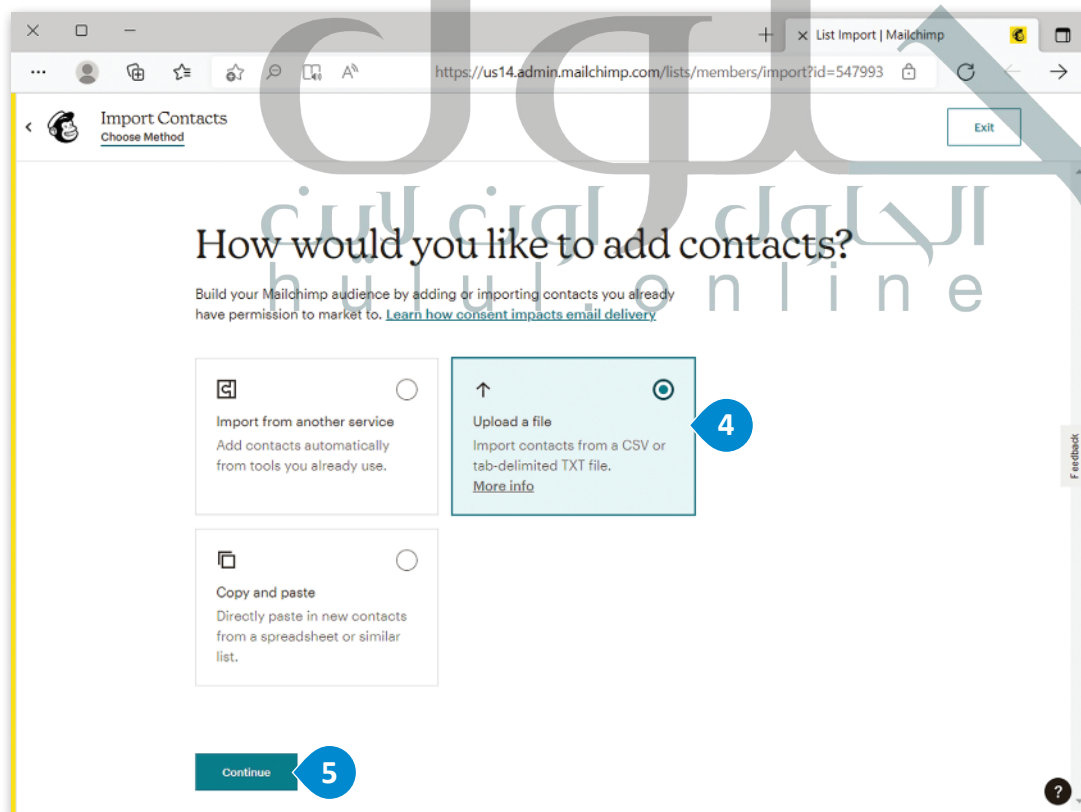 List Import | Mailchimp
https://us14.admin.mailchimp.com/lists/members/import?id=547993
Import Contacts
Choose Method
Exit
حلول
الحلول اون لاين
hulul.online
How would you like to add contacts?
Build your Mailchimp audience by adding or importing contacts you already
have permission to market to. Learn how consent impacts email delivery
Import from another service
Add contacts automatically
from tools you already use.
Upload a file
Import contacts from a CSV or
tab-delimited TXT file.
More info
4
Feedback
Copy and paste
Directly paste in new contacts
from a spreadsheet or similar
list.
Continue
5
?